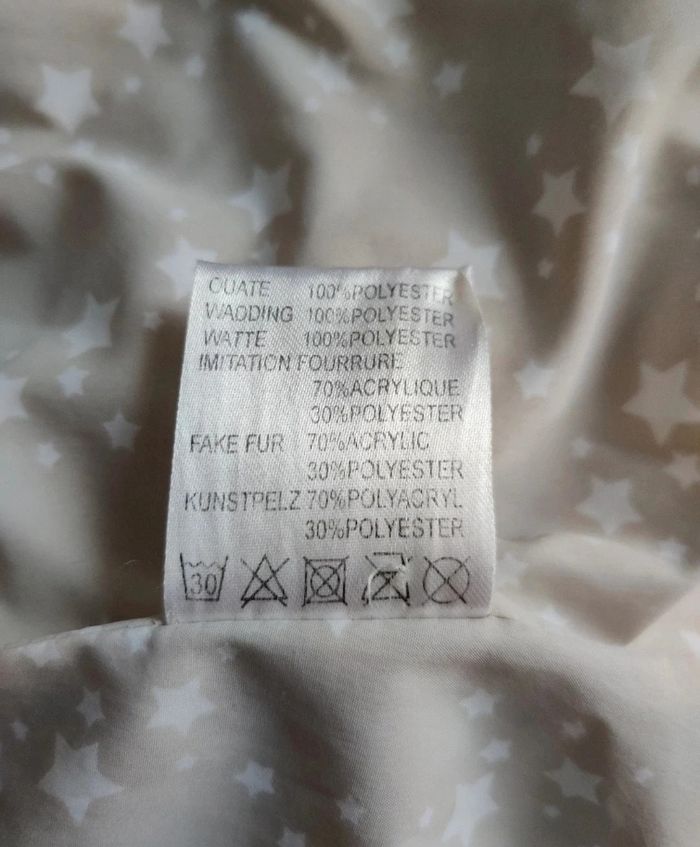 OUATE 100%POLYESTER
WADDING 100%POLYESTER
WATTE 100%POLYESTER
IMITATION FOURRURE
70%ACRYLIQUE
30%POLYESTER
FAKE FUR 70%ACRYLIC
30%POLYESTER
KUNSTPELZ 70%POLYACRYL
30%POLYESTER
30